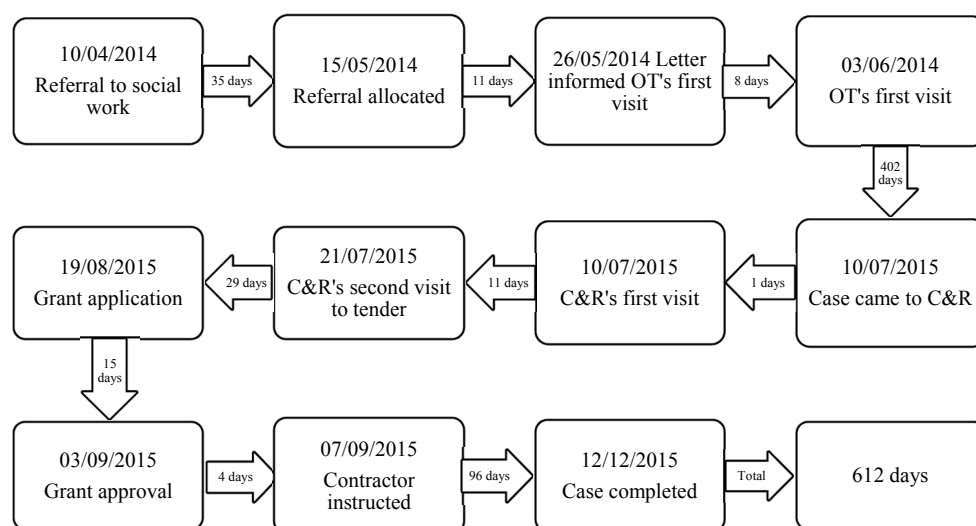 10/04/2014
Referral to social
work
35 days
15/05/2014
Referral allocated
11 days
26/05/2014 Letter
informed OT's first
visit
8 days
03/06/2014
OT's first visit
402
days
10/07/2015
Case came to C&R
1 days
10/07/2015
C&R's first visit
11 days
21/07/2015
C&R's second visit
to tender
29 days
19/08/2015
Grant application
15
days
03/09/2015
Grant approval
4 days
07/09/2015
Contractor
instructed
96 days
12/12/2015
Case completed
Total
612 days